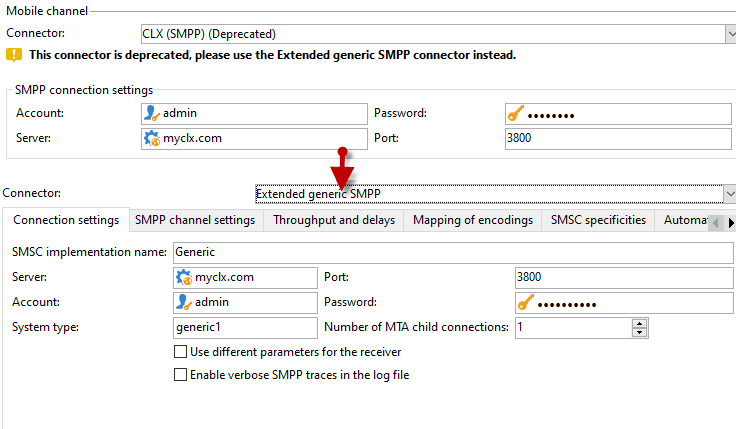 Mobile channel
Connector: CLX (SMPP) (Deprecated)
This connector is deprecated, please use the Extended generic SMPP connector instead.
SMPP connection settings
Account: admin Password: ••••••••
Server: myclx.com Port: 3800
Connector: Extended generic SMPP
Connection settings SMPP channel settings Throughput and delays Mapping of encodings SMSC specificities Automa
SMSC implementation name: Generic
Server: myclx.com Port: 3800
Account: admin Password: ••••••••••
System type: generic1 Number of MTA child connections: 1
Use different parameters for the receiver
Enable verbose SMPP traces in the log file